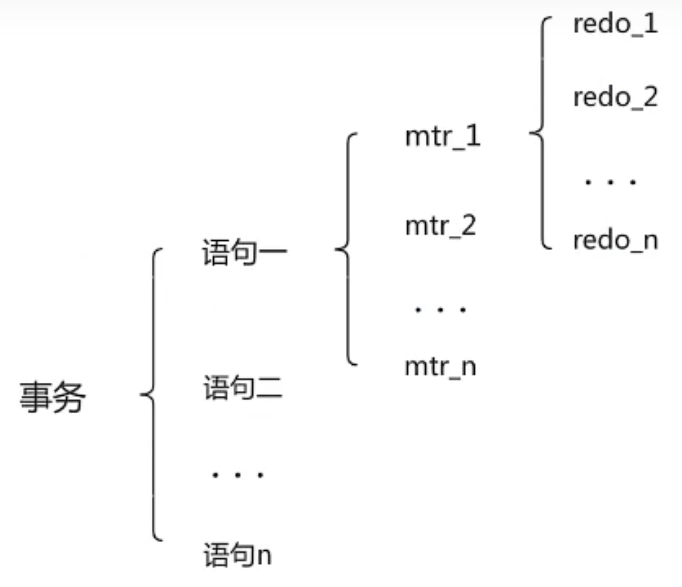 redo_1
redo_2
mtr_1
...
mtr_2
redo_n
语句一
...
mtr_n
事务
语句二
...
语句n